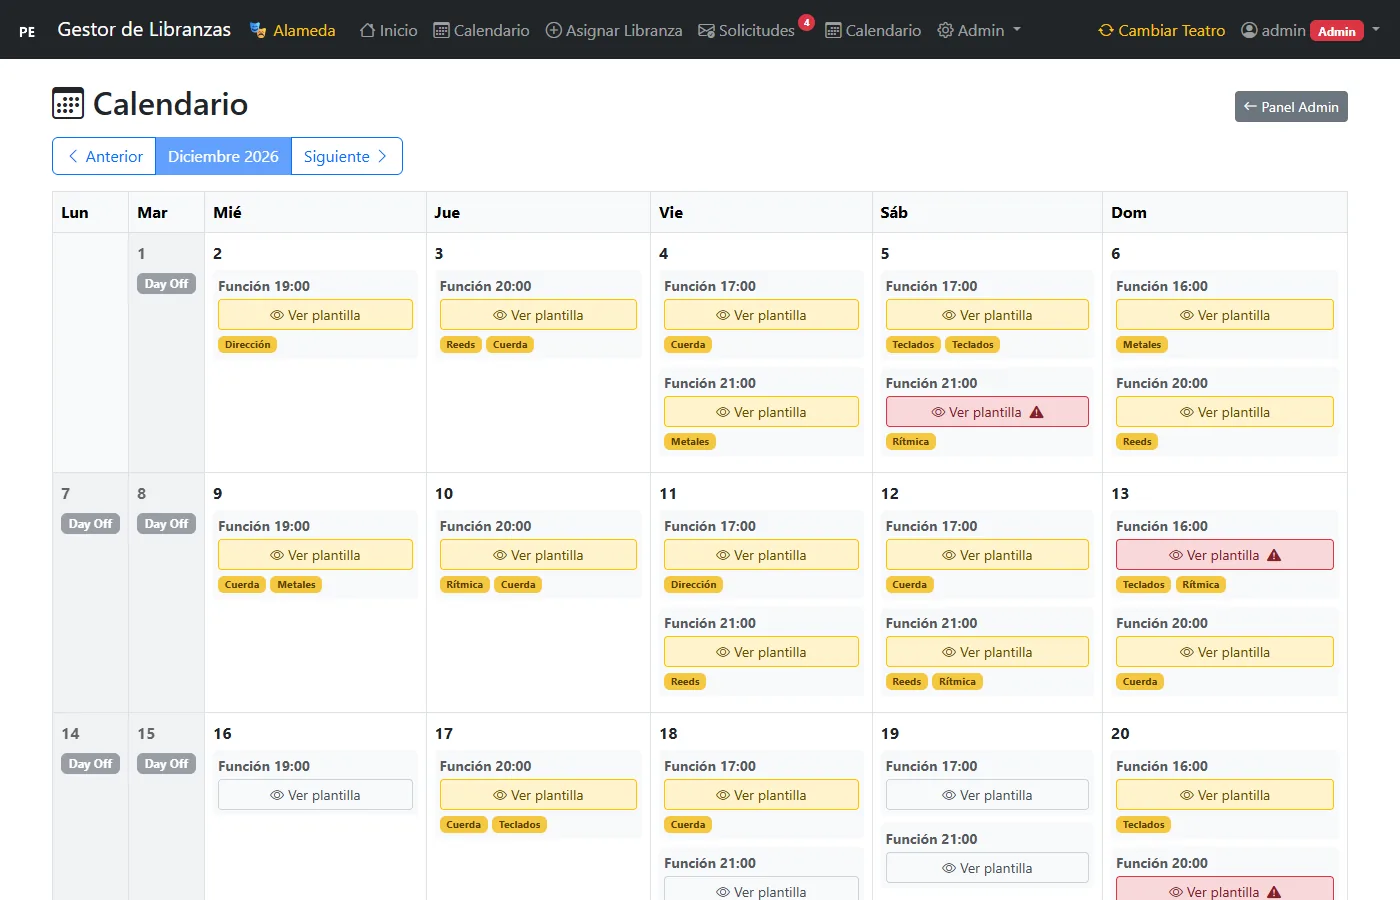 PE Gestor de Libranzas Alameda Inicio Calendario Asignar Libranza Solicitudes 4 Calendario Admin Cambiar Teatro admin Admin
Calendario
Panel Admin
Anterior Diciembre 2026 Siguiente
Lun Mar Mié Jue Vie Sáb Dom
1 2 3 4 5 6
Day Off Función 19:00 Función 20:00 Función 17:00 Función 17:00 Función 16:00
Ver plantilla Ver plantilla Ver plantilla Ver plantilla Ver plantilla
Dirección Reeds Cuerda Cuerda Teclados Teclados Metales
Función 21:00 Función 21:00 Función 20:00
Ver plantilla Ver plantilla Ver plantilla
Metales Rítmica Reeds
7 8 9 10 11 12 13
Day Off Day Off Función 19:00 Función 20:00 Función 17:00 Función 17:00 Función 16:00
Ver plantilla Ver plantilla Ver plantilla Ver plantilla Ver plantilla
Cuerda Metales Rítmica Cuerda Dirección Cuerda Teclados Rítmica
Función 21:00 Función 21:00 Función 20:00
Ver plantilla Ver plantilla Ver plantilla
Reeds Reeds Rítmica Cuerda
14 15 16 17 18 19 20
Day Off Day Off Función 19:00 Función 20:00 Función 17:00 Función 17:00 Función 16:00
Ver plantilla Ver plantilla Ver plantilla Ver plantilla Ver plantilla
Cuerda Teclados Cuerda Teclados
Función 21:00 Función 21:00 Función 20:00
Ver plantilla Ver plantilla Ver plantilla